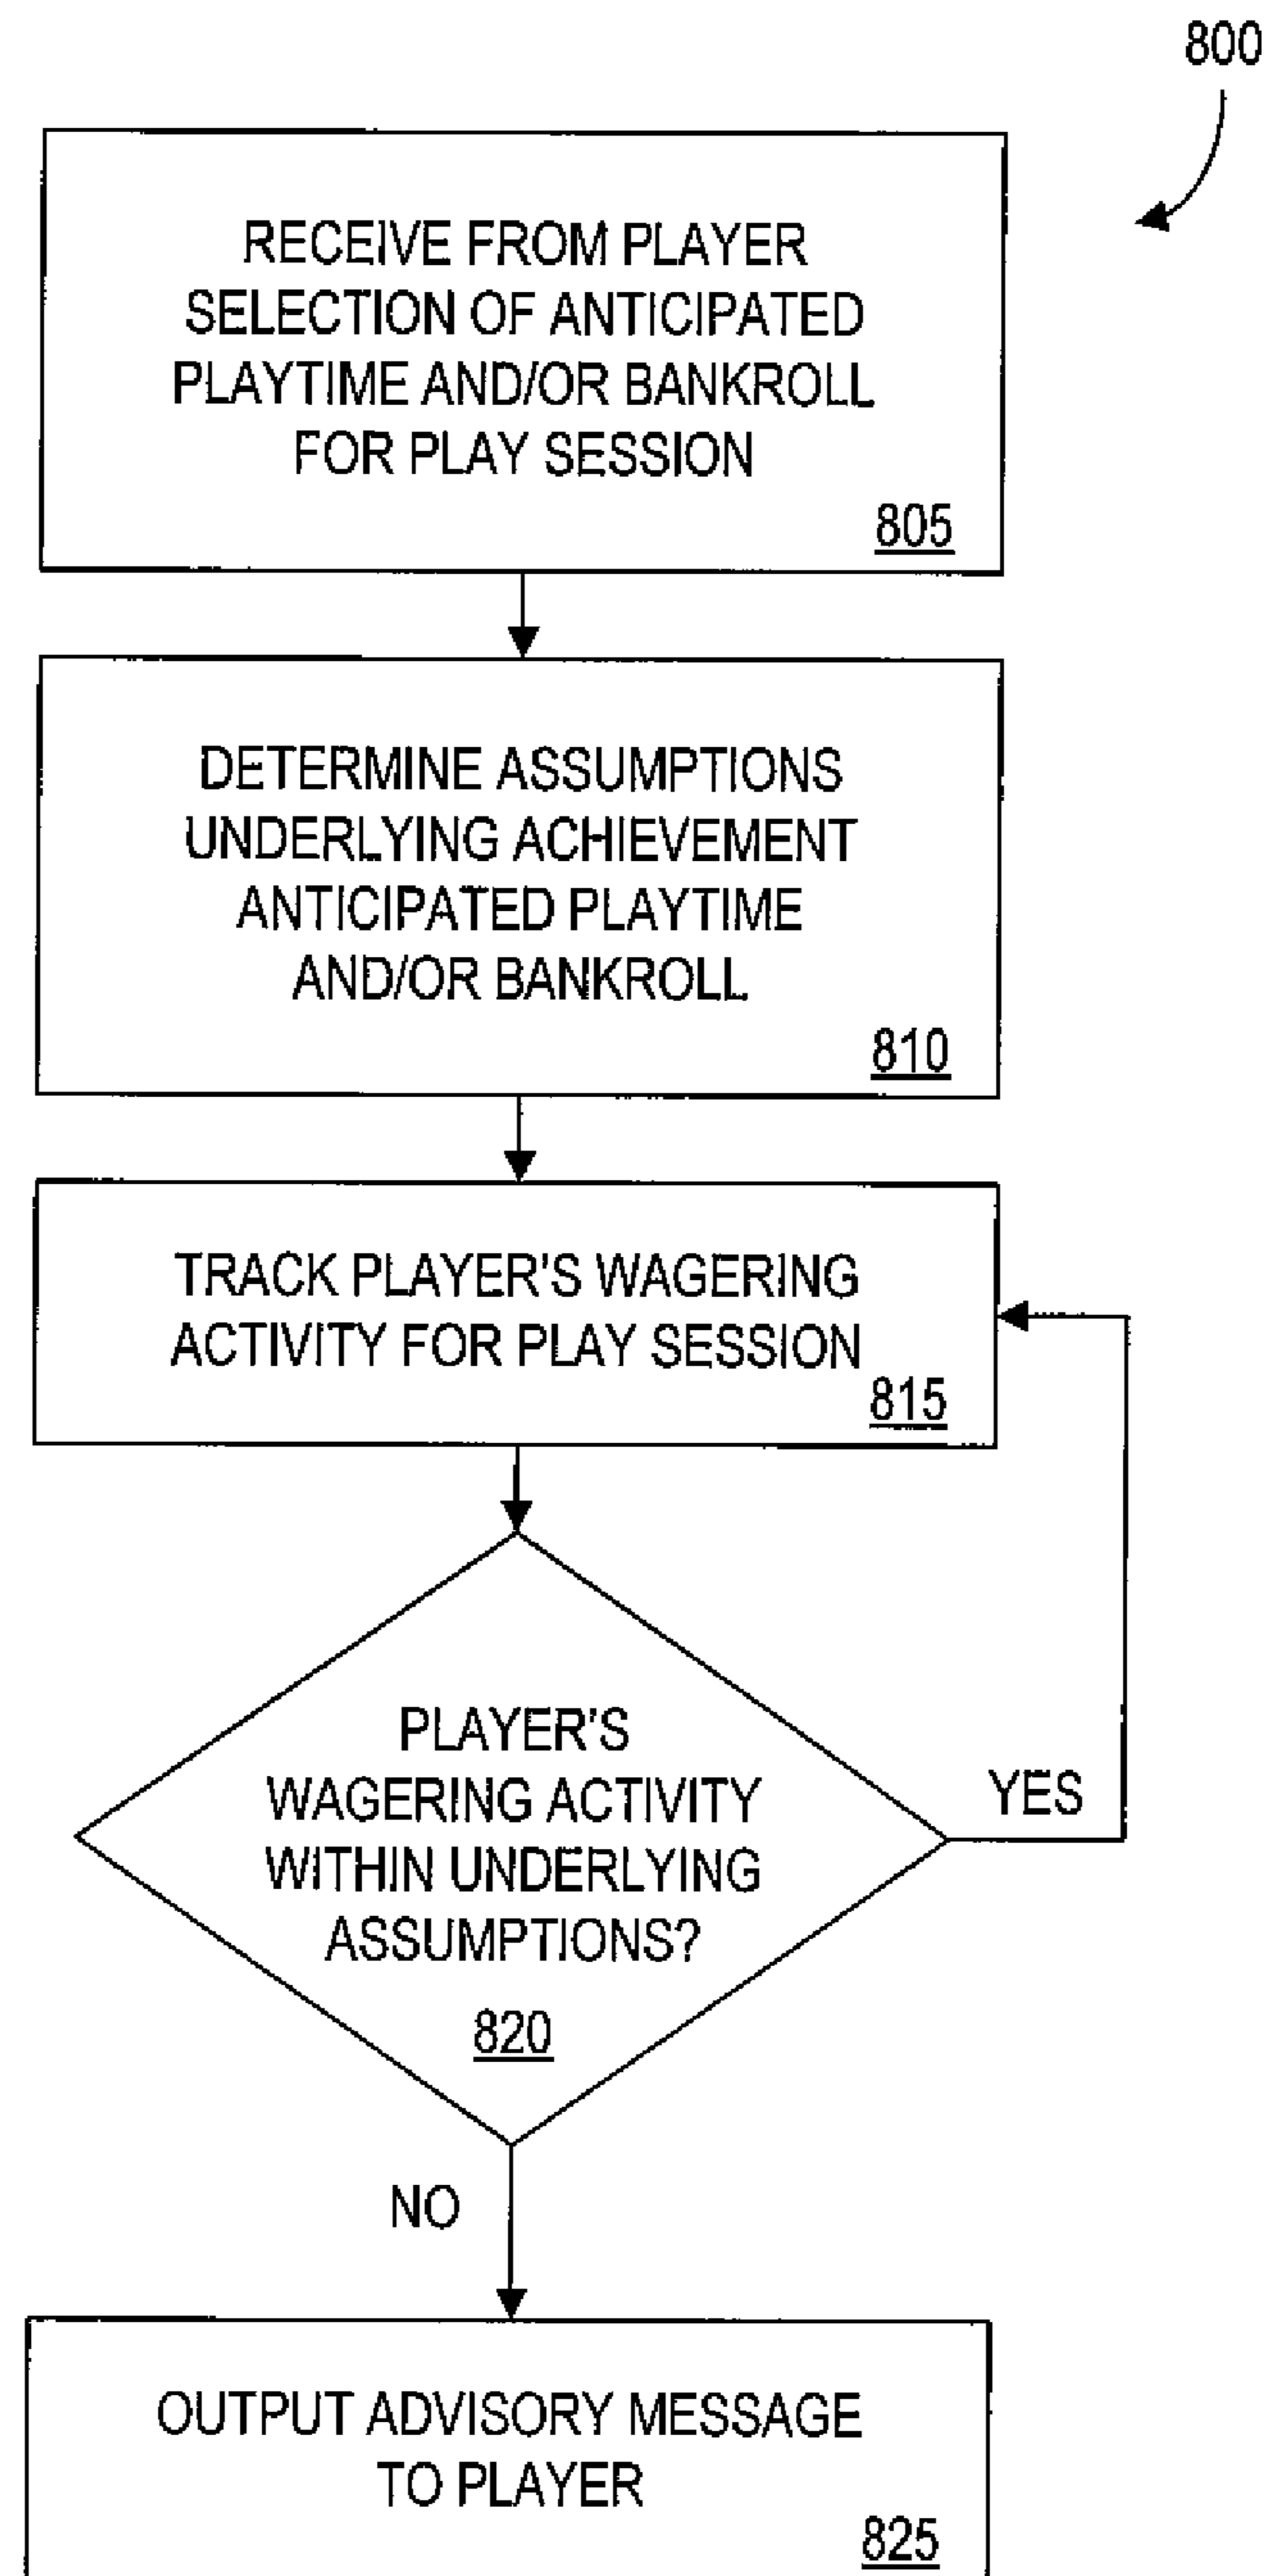 800
RECEIVE FROM PLAYER
SELECTION OF ANTICIPATED
PLAYTIME AND/OR BANKROLL
FOR PLAY SESSION
805
DETERMINE ASSUMPTIONS
UNDERLYING ACHIEVEMENT
ANTICIPATED PLAYTIME
AND/OR BANKROLL
810
TRACK PLAYER'S WAGERING
ACTIVITY FOR PLAY SESSION
815
PLAYER'S
WAGERING ACTIVITY
WITHIN UNDERLYING
ASSUMPTIONS?
820
YES
NO
OUTPUT ADVISORY MESSAGE
TO PLAYER
825